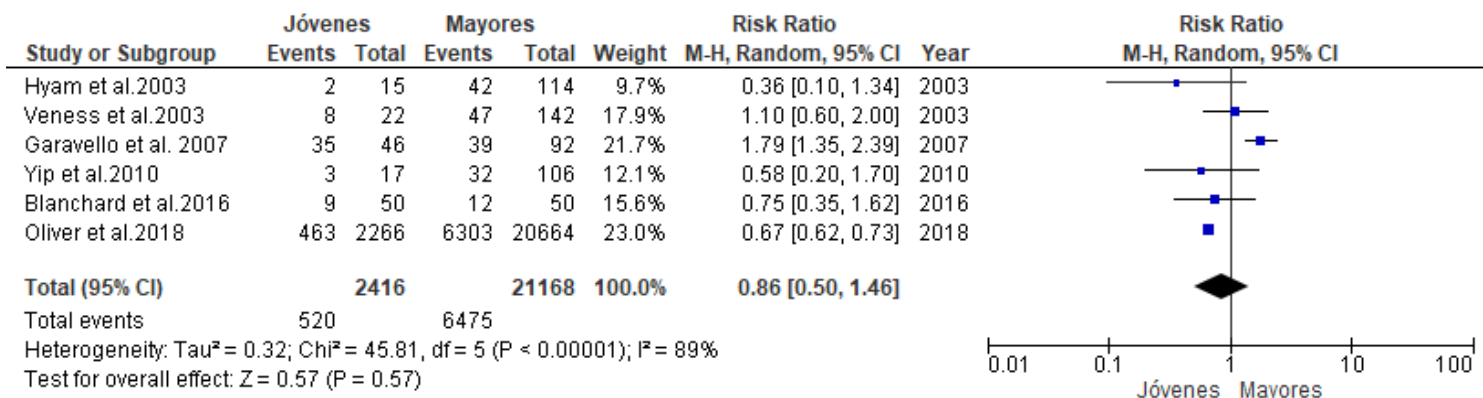 Jóvenes Mayores Risk Ratio Risk Ratio
Study or Subgroup Events Total Events Total Weight M-H, Random, 95% CI Year M-H, Random, 95% CI
Hyam et al.2003 2 15 42 114 9.7% 0.36 [0.10, 1.34] 2003
Veness et al.2003 8 22 47 142 17.9% 1.10 [0.60, 2.00] 2003
Garavello et al. 2007 35 46 39 92 21.7% 1.79 [1.35, 2.39] 2007
Yip et al.2010 3 17 32 106 12.1% 0.58 [0.20, 1.70] 2010
Blanchard et al.2016 9 50 12 50 15.6% 0.75 [0.35, 1.62] 2016
Oliver et al.2018 463 2266 6303 20664 23.0% 0.67 [0.62, 0.73] 2018
Total (95% CI) 2416 21168 100.0% 0.86 [0.50, 1.46]
Total events 520 6475
Heterogeneity: Tau² = 0.32; Chi² = 45.81, df = 5 (P < 0.00001); I² = 89%
Test for overall effect: Z = 0.57 (P = 0.57)
0.01 0.1 1 10 100
Jóvenes Mayores